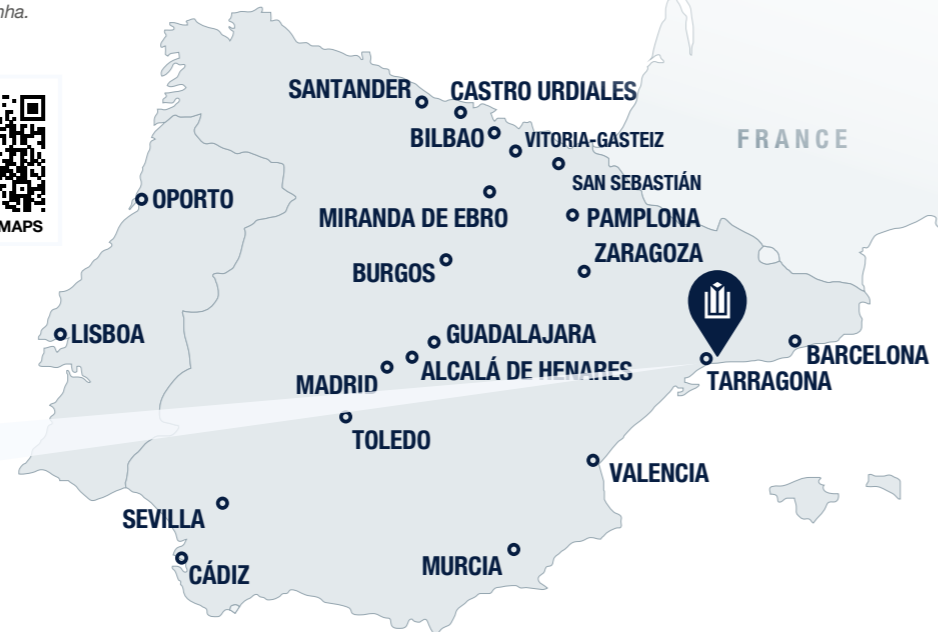 nha.
SANTANDER
CASTRO URDIALES
BILBAO
VITORIA-GASTEIZ
FRANCE
SAN SEBASTIÁN
OPORTO
MAPS
MIRANDA DE EBRO
PAMPLONA
ZARAGOZA
BURGOS
LISBOA
GUADALAJARA
ALCALÁ DE HENARES
MADRID
BARCELONA
TARRAGONA
TOLEDO
VALENCIA
SEVILLA
CÁDIZ
MURCIA